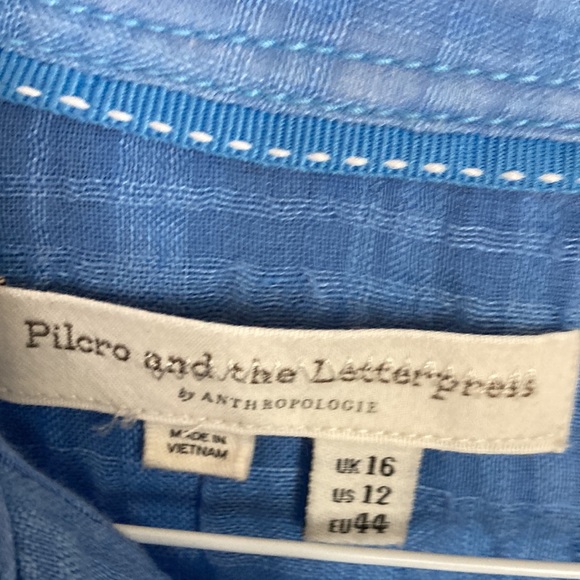 Pilcro and the Letterpress
by ANTHROPOLOGIE
MADE IN
VIETNAM
UK 16
US 12
EU 44